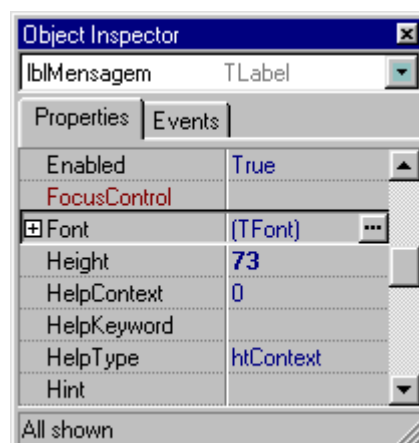 Object Inspector
lblMensagem TLabel
Properties Events
Enabled True
FocusControl
Font (TFont) ...
Height 73
HelpContext 0
HelpKeyword
HelpType htContext
Hint
All shown